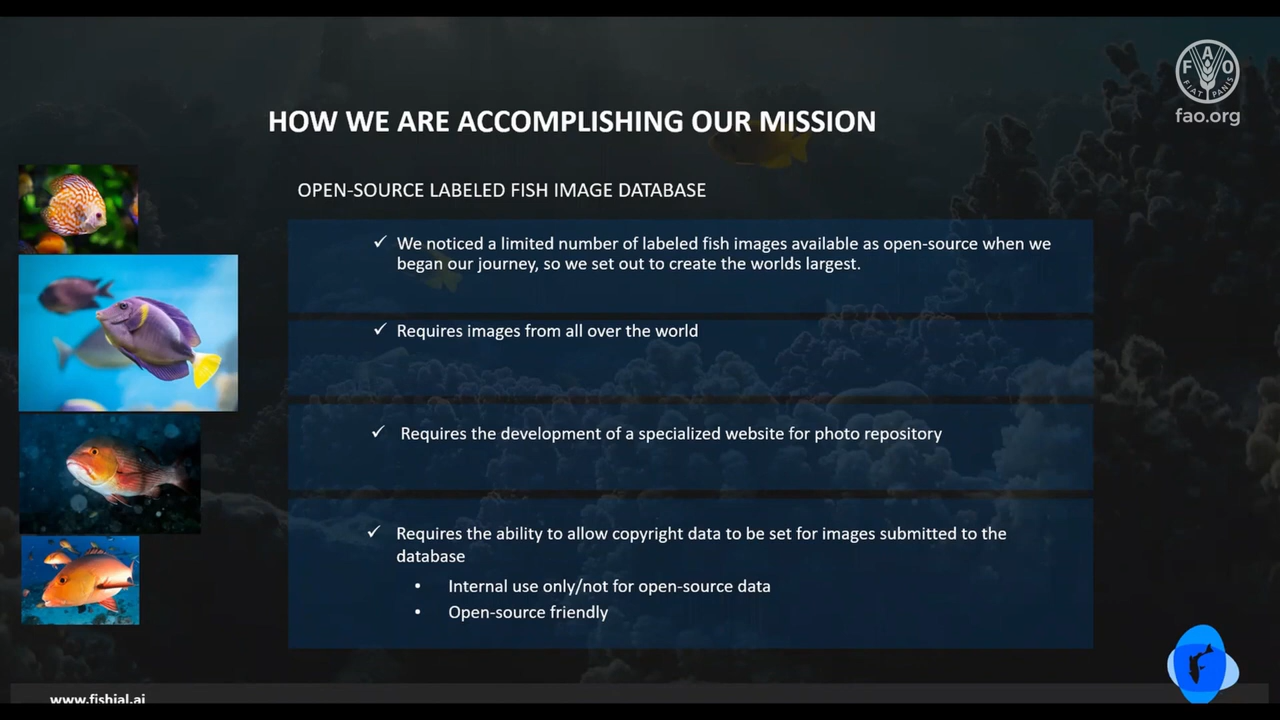 FAO
FIAT PANIS
fao.org
HOW WE ARE ACCOMPLISHING OUR MISSION
OPEN-SOURCE LABELED FISH IMAGE DATABASE
✓ We noticed a limited number of labeled fish images available as open-source when we
began our journey, so we set out to create the worlds largest.
✓ Requires images from all over the world
✓ Requires the development of a specialized website for photo repository
✓ Requires the ability to allow copyright data to be set for images submitted to the
database
• Internal use only/not for open-source data
• Open-source friendly
www.fishial.ai